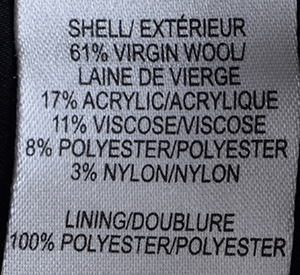 SHELL/ EXTÉRIEUR
61% VIRGIN WOOL/
LAINE DE VIERGE
17% ACRYLIC/ACRYLIQUE
11% VISCOSE/VISCOSE
8% POLYESTER/POLYESTER
3% NYLON/NYLON
LINING/DOUBLURE
100% POLYESTER/POLYESTER